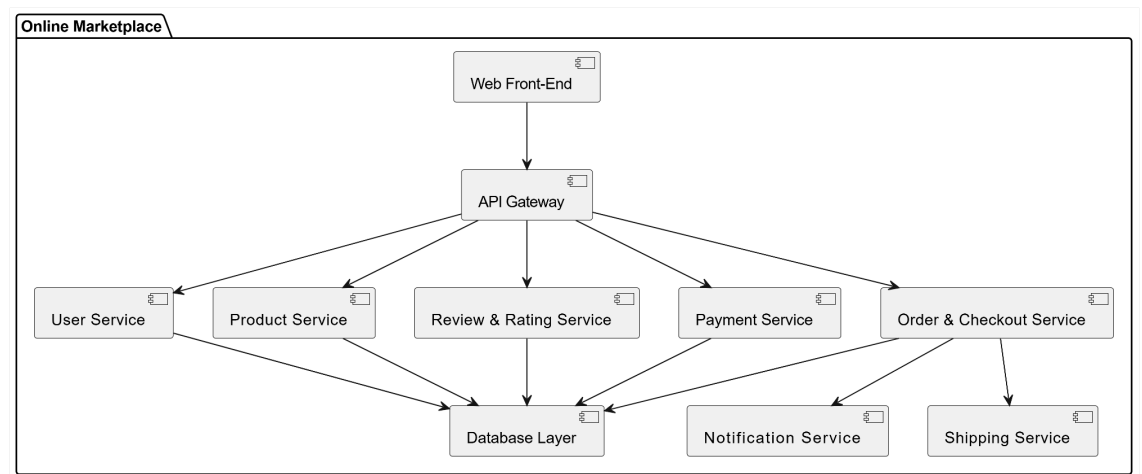 Online Marketplace
Web Front-End
API Gateway
User Service
Product Service
Review & Rating Service
Payment Service
Order & Checkout Service
Database Layer
Notification Service
Shipping Service